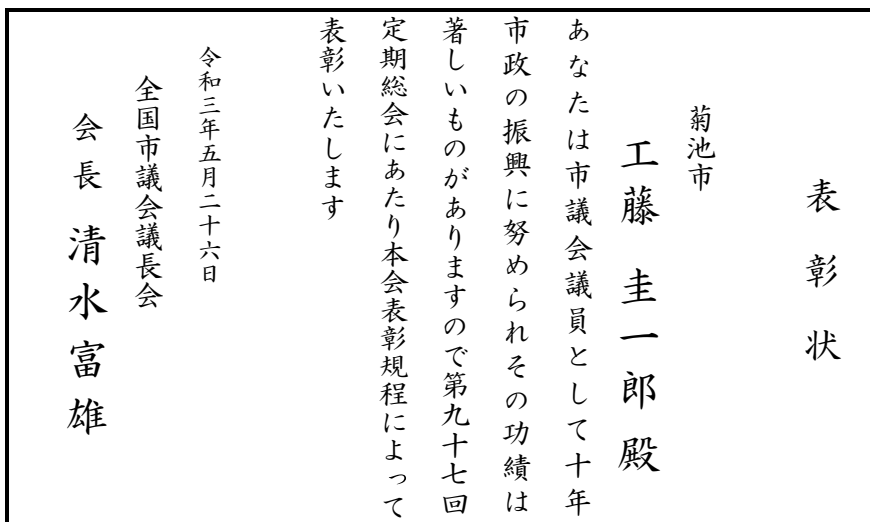 表彰状
菊池市
工藤 圭一郎 殿
あなたは市議会議員として十年
市政の振興に努められその功績は
著しいものがありますので第九十七回
定期総会にあたり本会表彰規程によって
表彰いたします
令和三年五月二十六日
全国市議会議長会
会長 清水富雄